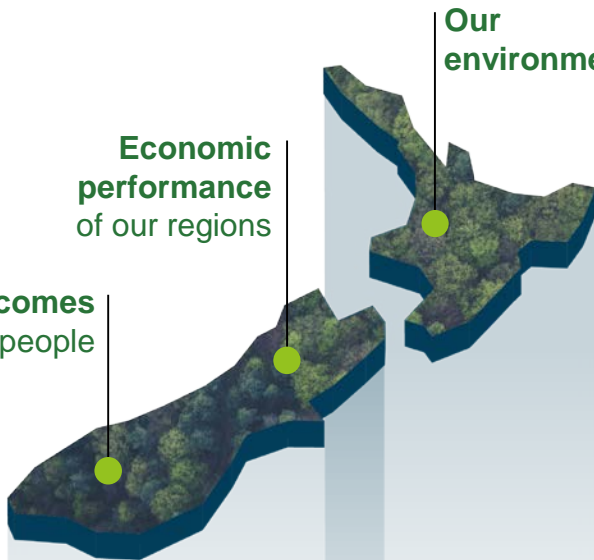 Our
environme
Economic
performance
of our regions
comes
people